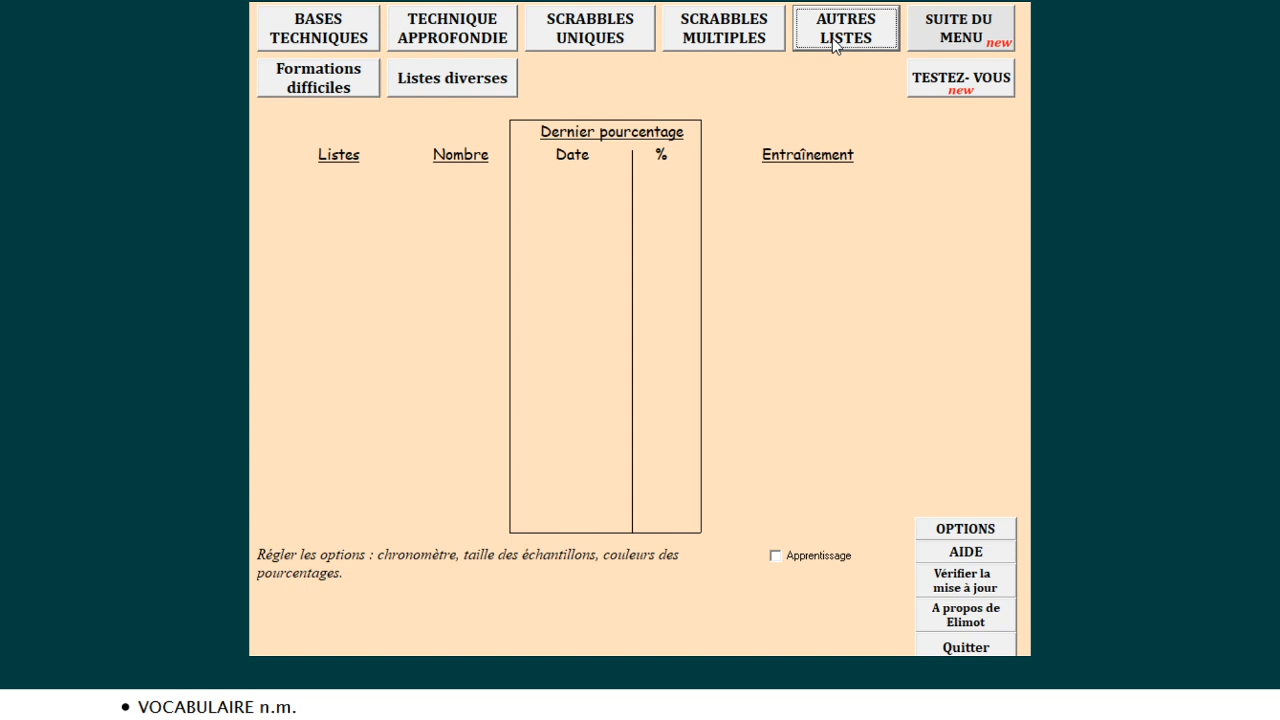 BASES
TECHNIQUES
TECHNIQUE
APPROFONDIE
SCRABBLES
UNIQUES
SCRABBLES
MULTIPLES
AUTRES
LISTES
SUITE DU
MENU new
Formations
difficiles
Listes diverses
TESTEZ- VOUS
new
Dernier pourcentage
Listes Nombre Date % Entraînement
Régler les options : chronomètre, taille des échantillons, couleurs des
pourcentages.
Apprentissage
OPTIONS
AIDE
Vérifier la
mise à jour
A propos de
Elimot
Quitter
• VOCABULAIRE n.m.